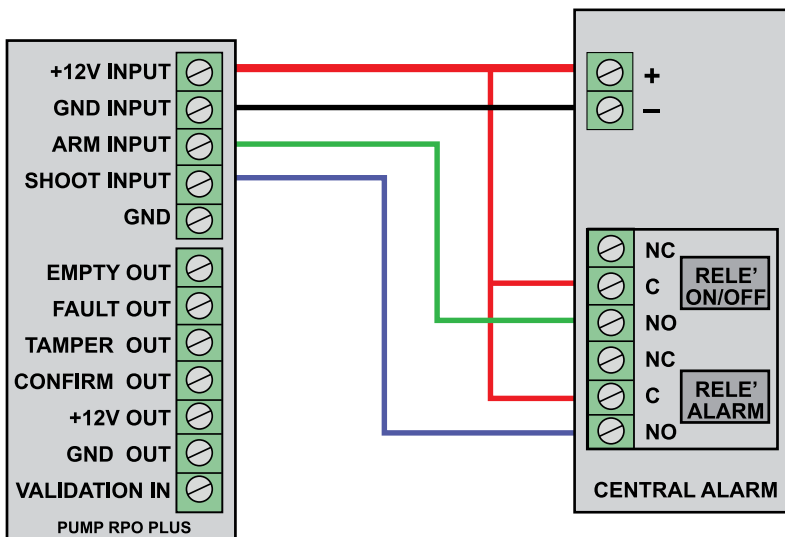 +12V INPUT
GND INPUT
ARM INPUT
SHOOT INPUT
GND
EMPTY OUT
FAULT OUT
TAMPER OUT
CONFIRM OUT
+12V OUT
GND OUT
VALIDATION IN
PUMP RPO PLUS
+
–
NC
C
NO
RELE'
ON/OFF
NC
C
NO
RELE'
ALARM
CENTRAL ALARM